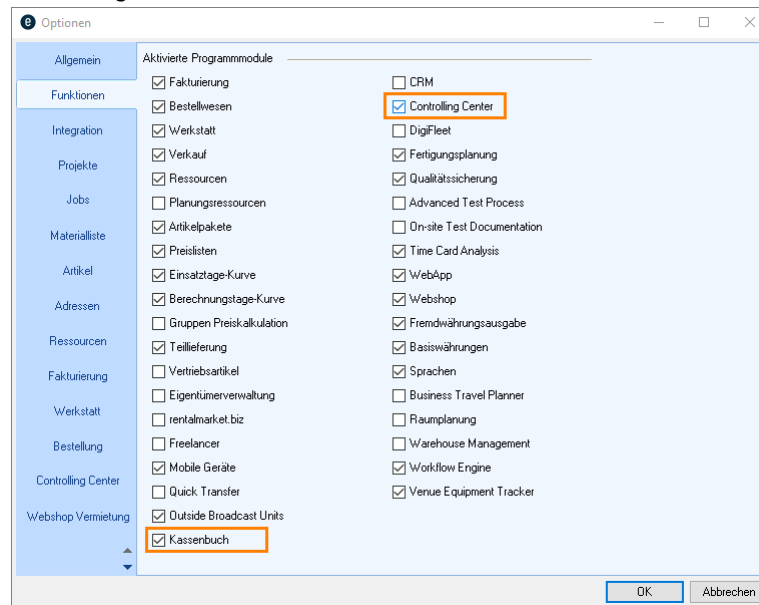 Optionen
Allgemein
Funktionen
Integration
Projekte
Jobs
Materialliste
Artikel
Adressen
Ressourcen
Fakturierung
Werkstatt
Bestellung
Controlling Center
Webshop Vermietung
Aktivierte Programmmodule
Fakturierung
Bestellwesen
Werkstatt
Verkauf
Ressourcen
Planungsressourcen
Artikelpakete
Preislisten
Einsatztage-Kurve
Berechnungstage-Kurve
Gruppen Preiskalkulation
Teillieferung
Vertriebsartikel
Eigentümerverwaltung
rentalmarket.biz
Freelancer
Mobile Geräte
Quick Transfer
Outside Broadcast Units
Kassenbuch
CRM
Controlling Center
DigiFleet
Fertigungsplanung
Qualitätssicherung
Advanced Test Process
On-site Test Documentation
Time Card Analysis
WebApp
Webshop
Fremdwährungsausgabe
Basiswährungen
Sprachen
Business Travel Planner
Raumplanung
Warehouse Management
Workflow Engine
Venue Equipment Tracker
OK
Abbrechen